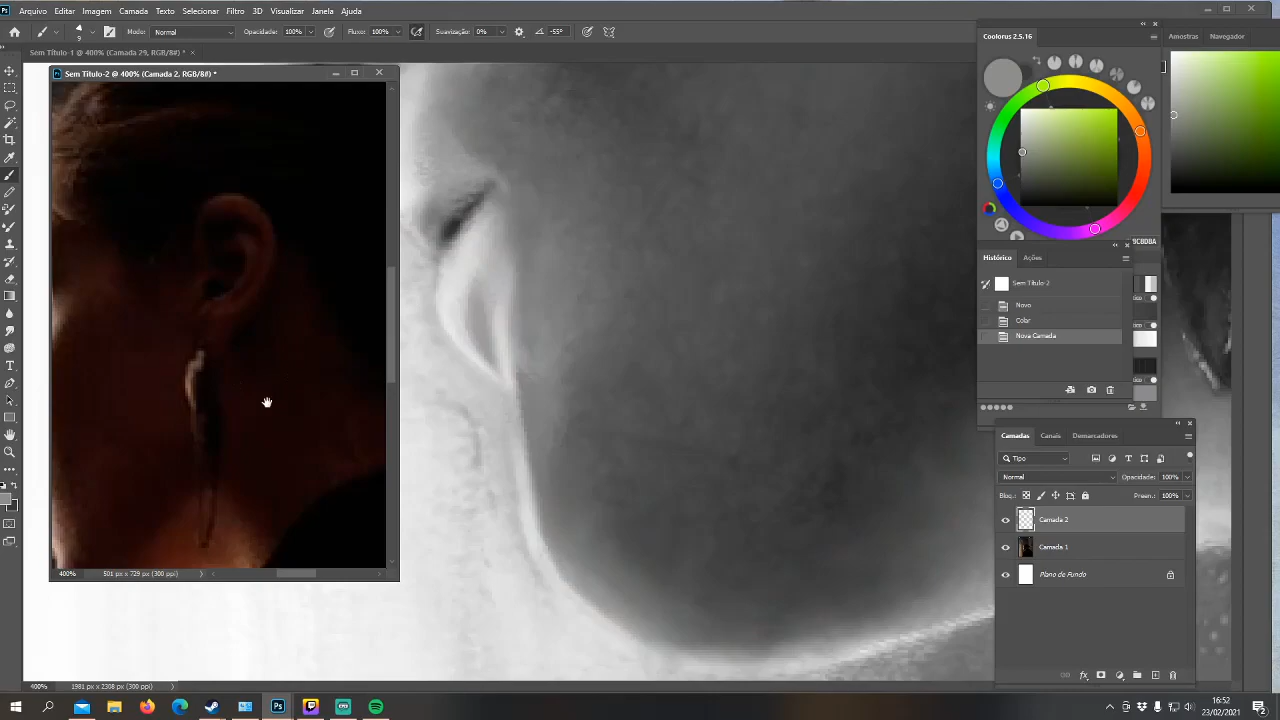 Arquivo Editar Imagem Camada Texto Selecionar Filtro 3D Visualizar Janela Ajuda
9 Modo: Normal Opacidade: 100% Fluxo: 100% Suavização: 0% -55°
Sem Título-1 @ 400% (Camada 29, RGB/8#) * ×
Sem Título-2 @ 400% (Camada 2, RGB/8#) *
400% 501 px x 729 px (300 ppi)
Coolorus 2.5.16
Amostras Navegador
Histórico Ações
Sem Título-2
Novo
Colar
Nova Camada
Camadas Canais Demarcadores
Tipo
Normal Opacidade: 100%
Bloq.: Preen.: 100%
Camada 2
Camada 1
Plano de Fundo
400% 1981 px x 2308 px (300 ppi)
16:52
23/02/2021